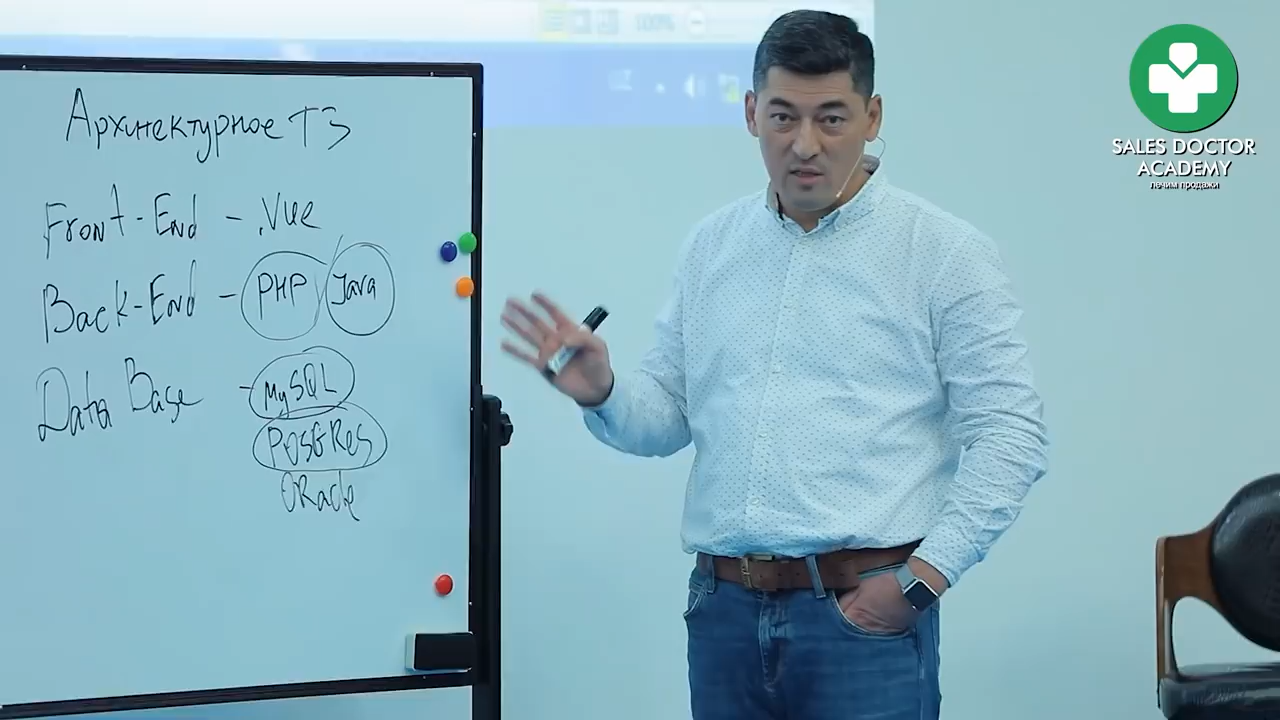 Архитектурное ТЗ
Front-End - .Vue
Back-End - PHP / Java
Data Base - MySQL
POSGRes
ORacle
100%
SALES DOCTOR
ACADEMY
лечим продажи